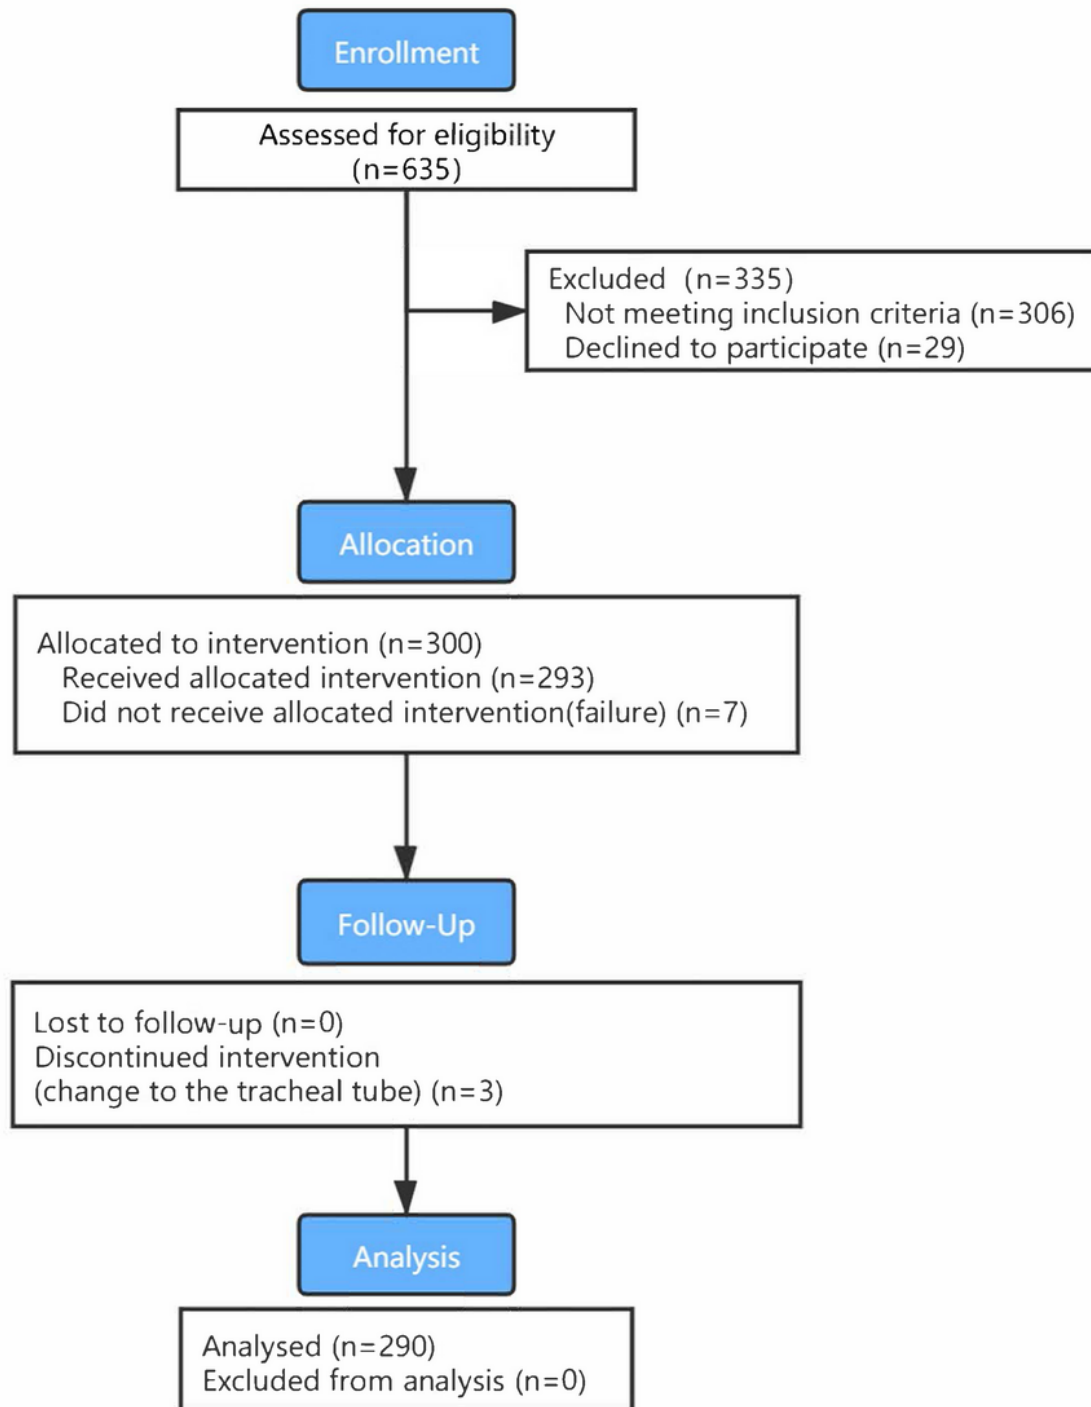 Enrollment
Assessed for eligibility
(n=635)
Excluded (n=335)
Not meeting inclusion criteria (n=306)
Declined to participate (n=29)
Allocation
Allocated to intervention (n=300)
Received allocated intervention (n=293)
Did not receive allocated intervention(failure) (n=7)
Follow-Up
Lost to follow-up (n=0)
Discontinued intervention
(change to the tracheal tube) (n=3)
Analysis
Analysed (n=290)
Excluded from analysis (n=0)